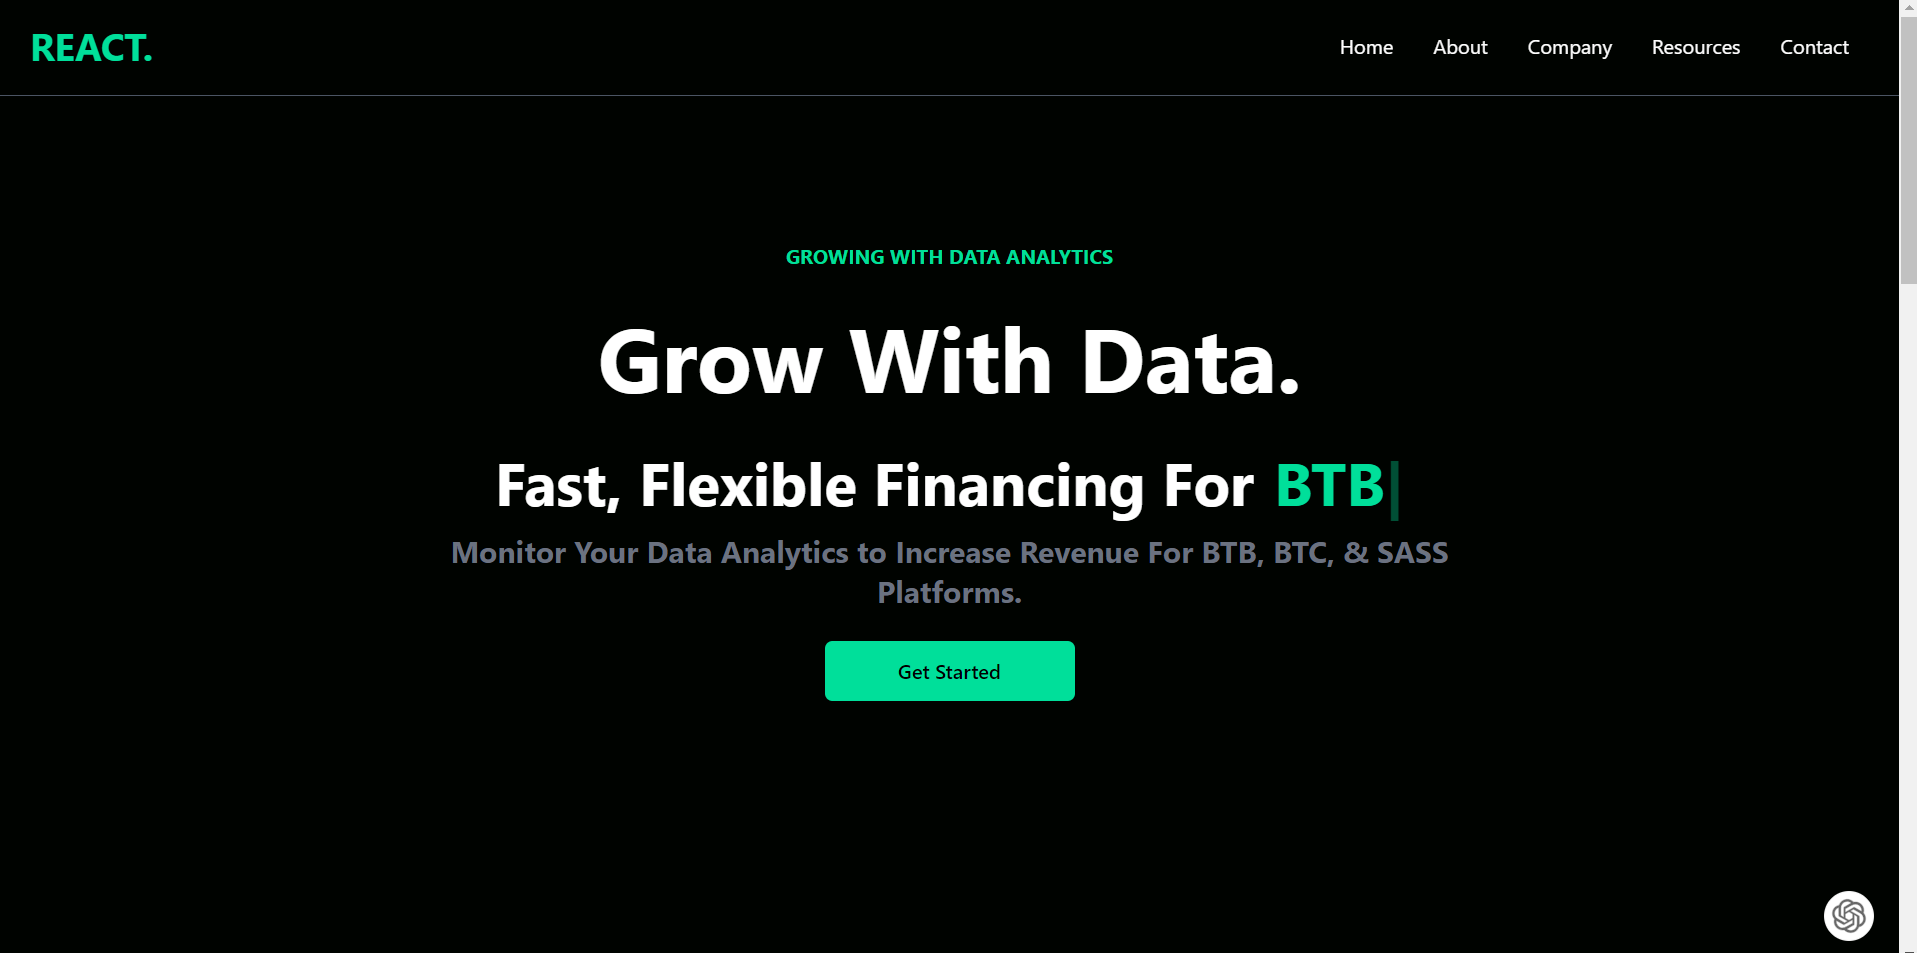 REACT.
Home About Company Resources Contact
GROWING WITH DATA ANALYTICS
Grow With Data.
Fast, Flexible Financing For BTB|
Monitor Your Data Analytics to Increase Revenue For BTB, BTC, & SASS
Platforms.
Get Started